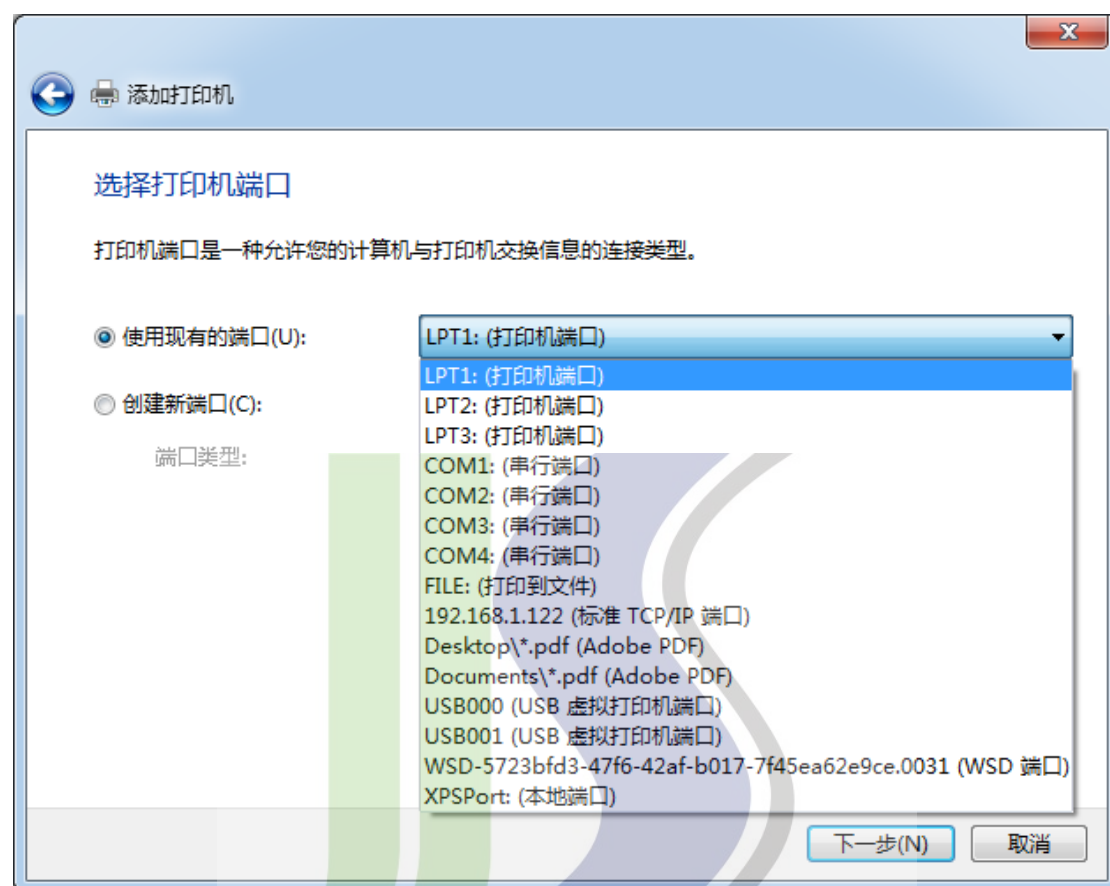 添加打印机
选择打印机端口
打印机端口是一种允许您的计算机与打印机交换信息的连接类型。
使用现有的端口(U):
LPT1: (打印机端口)
LPT1: (打印机端口)
创建新端口(C):
LPT2: (打印机端口)
LPT3: (打印机端口)
端口类型:
COM1: (串行端口)
COM2: (串行端口)
COM3: (串行端口)
COM4: (串行端口)
FILE: (打印到文件)
192.168.1.122 (标准 TCP/IP 端口)
Desktop\*.pdf (Adobe PDF)
Documents\*.pdf (Adobe PDF)
USB000 (USB 虚拟打印机端口)
USB001 (USB 虚拟打印机端口)
WSD-5723bfd3-47f6-42af-b017-7f45ea62e9ce.0031 (WSD 端口)
XPSPort: (本地端口)
下一步(N)
取消